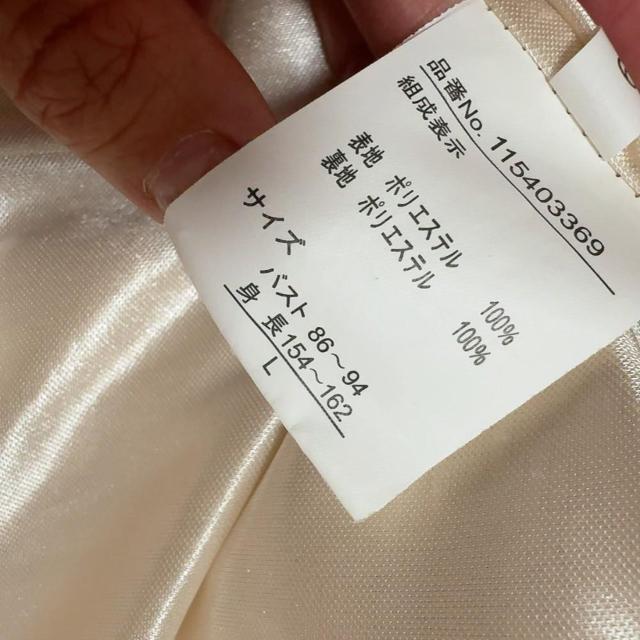 品番No. 115403369
組成表示
表地 ポリエステル 100%
裏地 ポリエステル 100%
サイズ
バスト 86～94
身 長 154～162
L